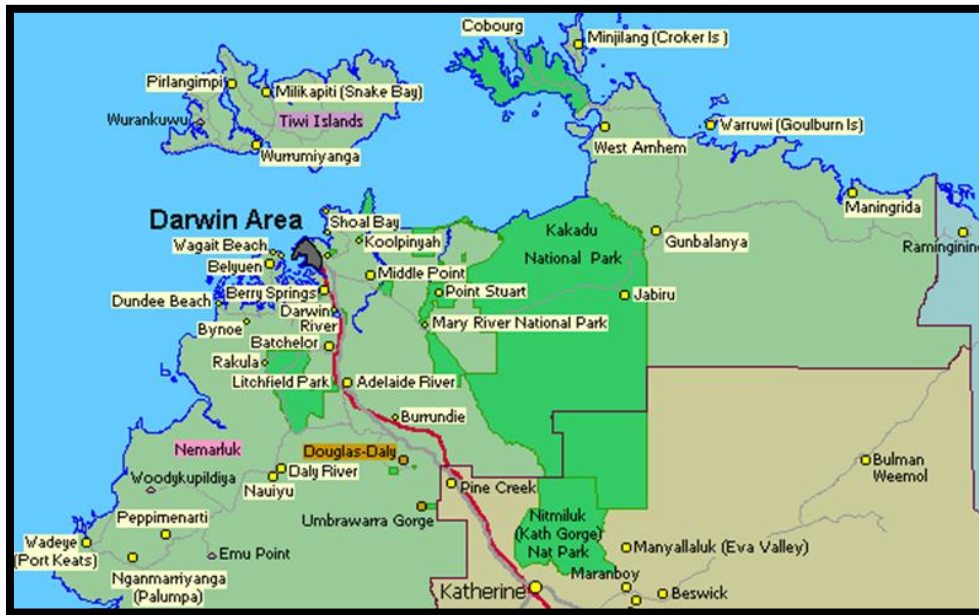 Cobourg
Minjilang (Croker Is )
Pirlangimpi
Milikapiti (Snake Bay)
Wurankuwu
Tiwi Islands
Warruwi (Goulburn Is)
West Arnhem
Wurrumiyanga
Maningrida
Darwin Area
Shoal Bay
Kakadu
National Park
Koolpinyah
Gunbalanya
Ramingining
Wagait Beach
Belyuen
Middle Point
Berry Springs
Point Stuart
Jabiru
Dundee Beach
Darwin
River
Bynoe
Mary River National Park
Batchelor
Rakula
Litchfield Park
Adelaide River
Burrundie
Nemarluk
Douglas-Daly
Bulman
Weemol
Daly River
Woodykupildiya
Nauiyu
Pine Creek
Peppimenarti
Umbrawarra Gorge
Nitmiluk
(Kath Gorge)
Nat Park
Wadeye
(Port Keats)
Emu Point
Manyallaluk (Eva Valley)
Nganmarriyanga
(Palumpa)
Katherine
Maranboy
Beswick